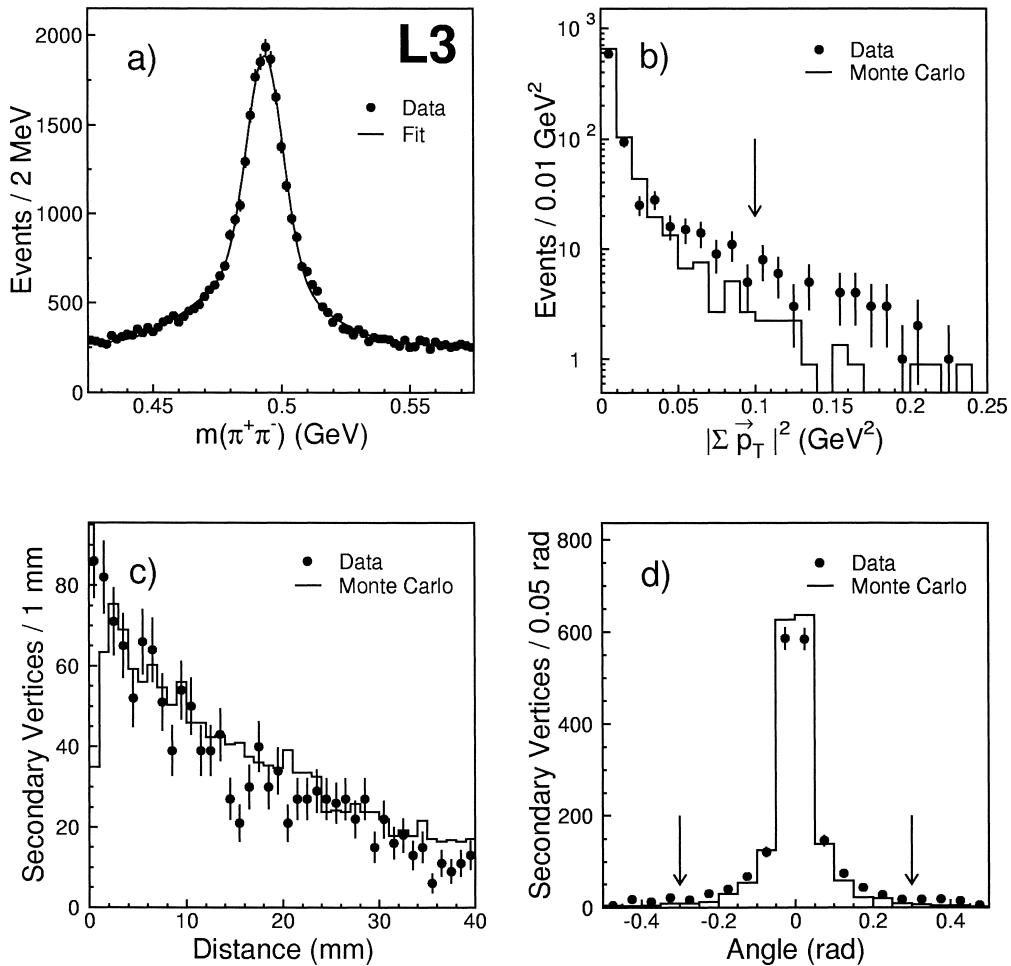 a)
L3
Data
Fit
Events / 2 MeV
2000
1500
1000
500
0
0.45 0.5 0.55
m(π⁺π⁻) (GeV)
b)
Data
Monte Carlo
Events / 0.01 GeV²
10³
10²
10
1
0 0.05 0.1 0.15 0.2 0.25
|Σ p⃗_T |² (GeV²)
c)
Data
Monte Carlo
Secondary Vertices / 1 mm
80
60
40
20
0
0 10 20 30 40
Distance (mm)
d)
Data
Monte Carlo
Secondary Vertices / 0.05 rad
800
600
400
200
0
-0.4 -0.2 0 0.2 0.4
Angle (rad)